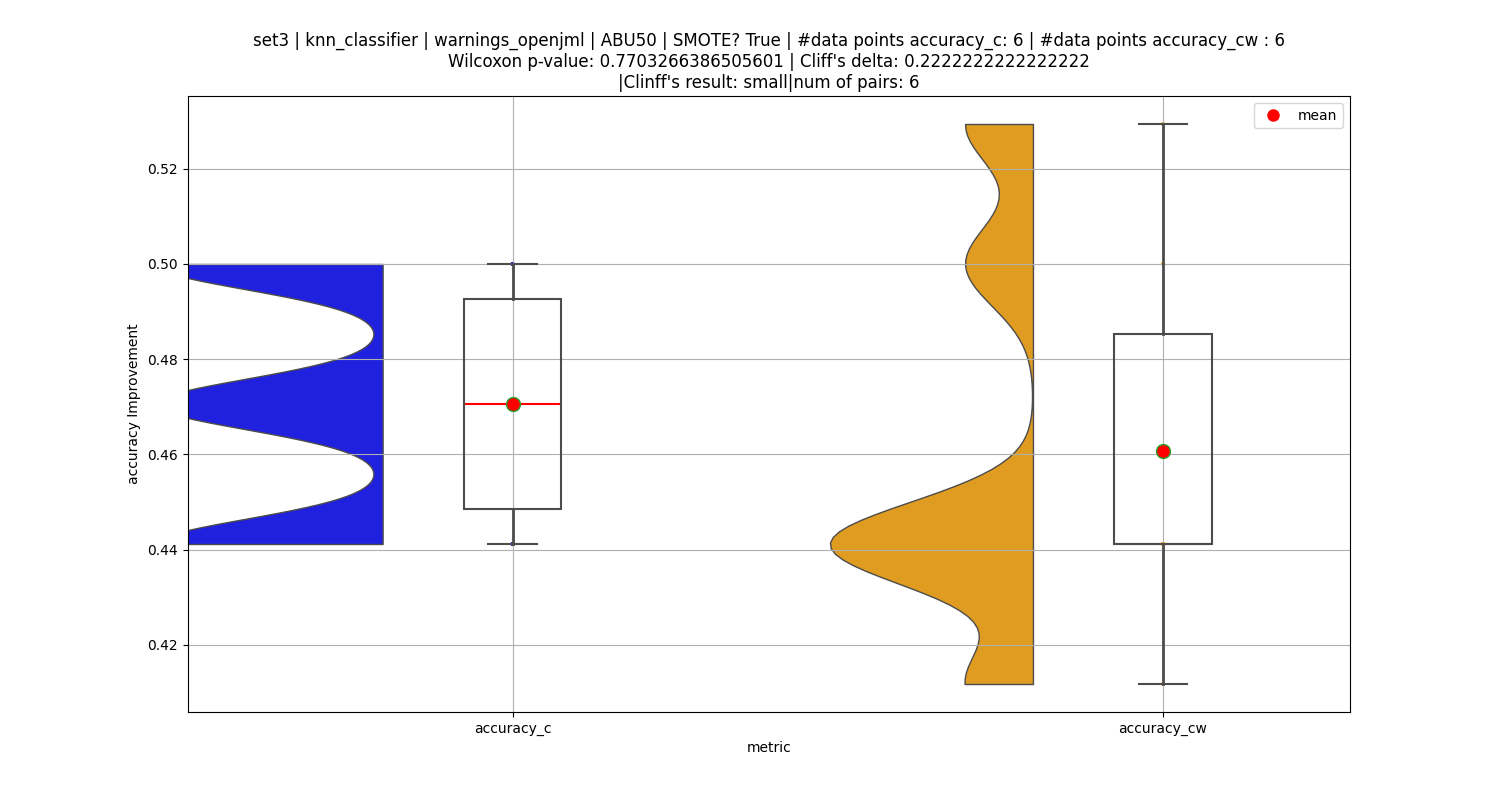 set3 | knn_classifier | warnings_openjml | ABU50 | SMOTE? True | #data points accuracy_c: 6 | #data points accuracy_cw : 6
Wilcoxon p-value: 0.7703266386505601 | Cliff's delta: 0.2222222222222222
|Clinff's result: small|num of pairs: 6
mean
0.52
0.50
0.48
0.46
0.44
0.42
accuracy Improvement
accuracy_c
accuracy_cw
metric